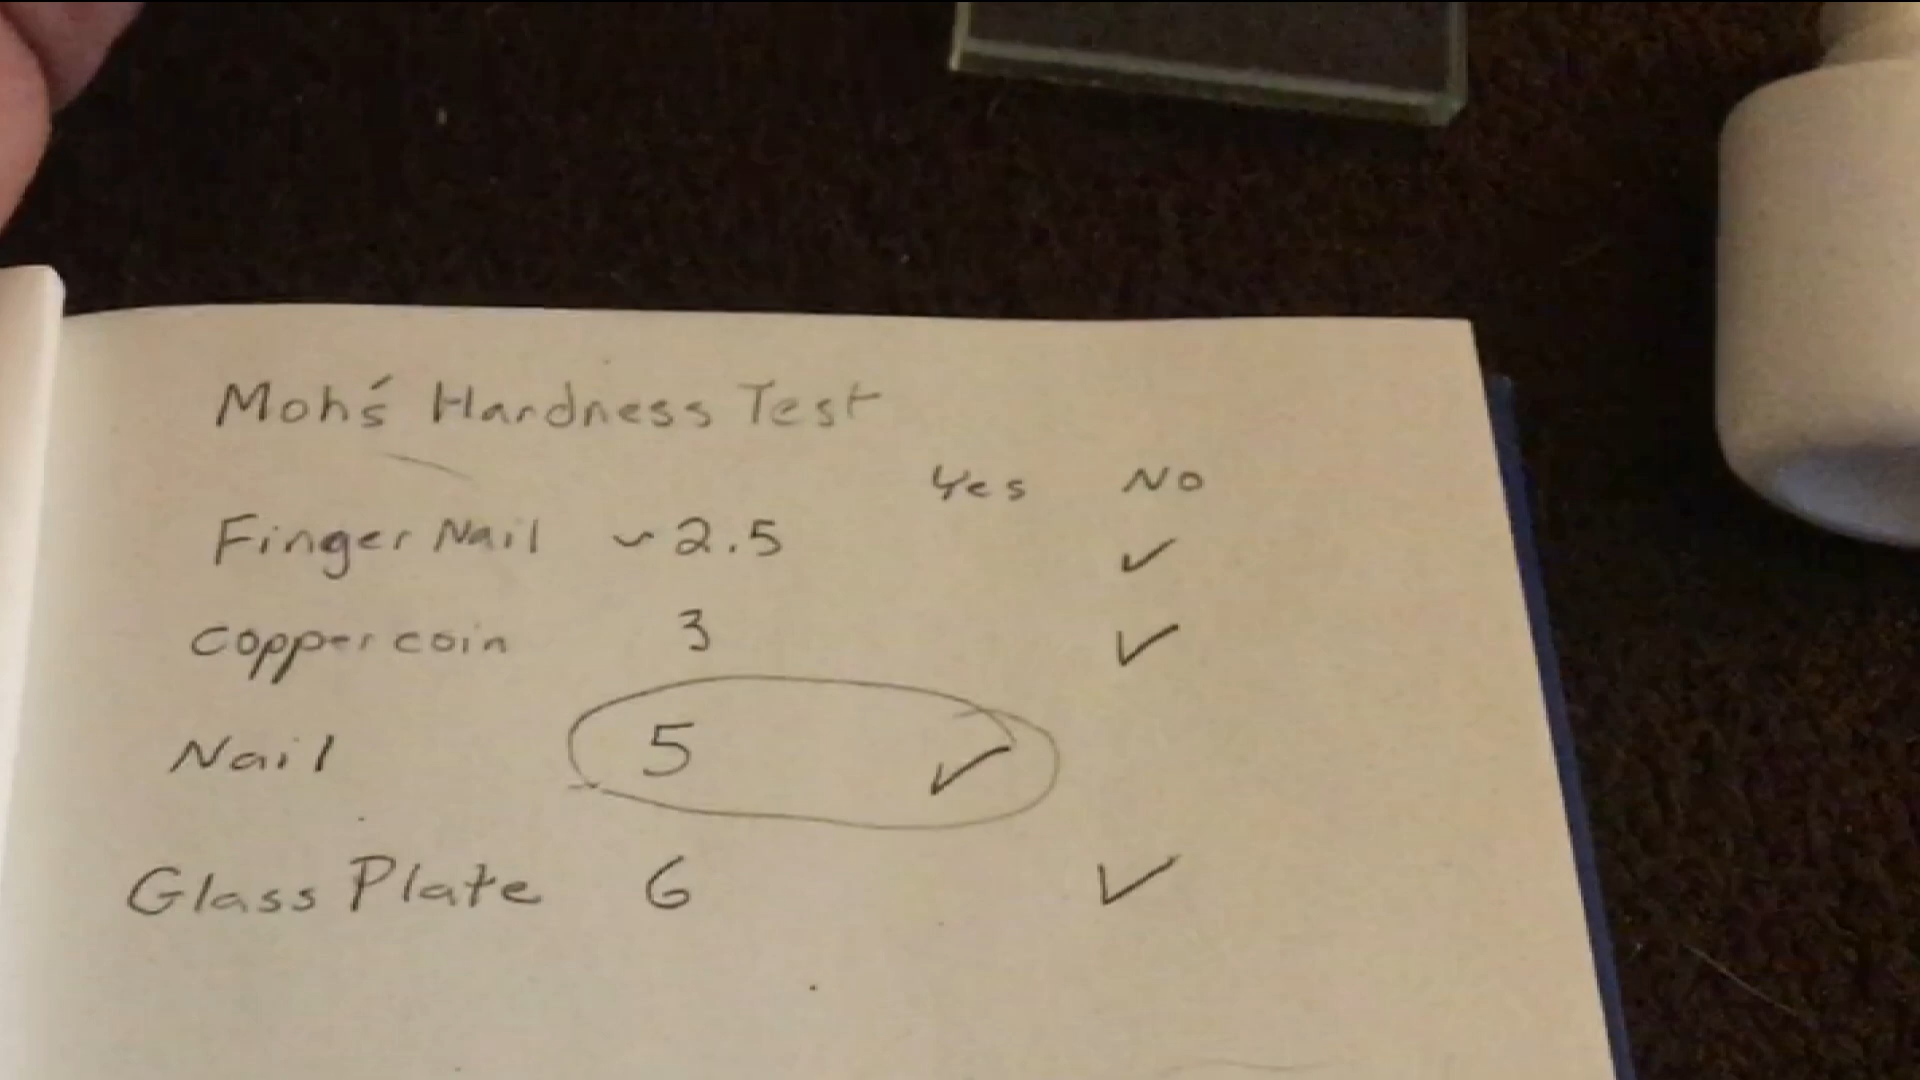 Moh's Hardness Test
Yes No
Finger Nail ~2.5 ✓
Copper coin 3 ✓
Nail 5 ✓
Glass Plate 6 ✓